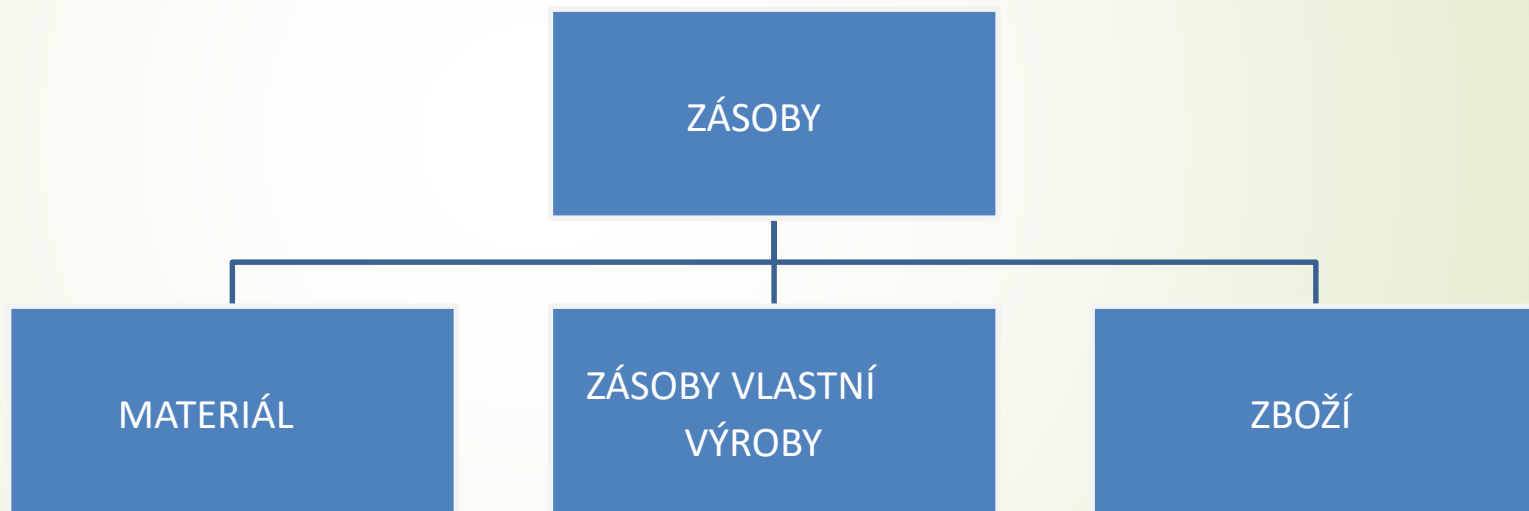 ZÁSOBY
MATERIÁL
ZÁSOBY VLASTNÍ
VÝROBY
ZBOŽÍ